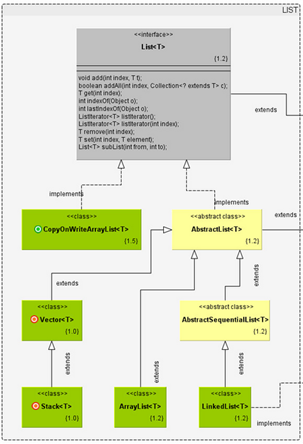 LIST
<<interface>>
List<T>
{1.2}
void add(int index, T t);
boolean addAll(int index, Collection<? extends T> c);
T get(int index);
int indexOf(Object o);
int lastIndexOf(Object o);
ListIterator<T> listIterator();
ListIterator<T> listIterator(int index);
T remove(int index);
T set(int index, T element);
List<T> subList(int from, int to);
extends
implements
implements
<<class>>
CopyOnWriteArrayList<T>
{1.5}
<<abstract class>>
AbstractList<T>
{1.2}
extends
extends
extends
<<class>>
Vector<T>
{1.0}
<<abstract class>>
AbstractSequentialList<T>
{1.2}
extends
extends
extends
<<class>>
Stack<T>
{1.0}
<<class>>
ArrayList<T>
{1.2}
<<class>>
LinkedList<T>
{1.2}
implements